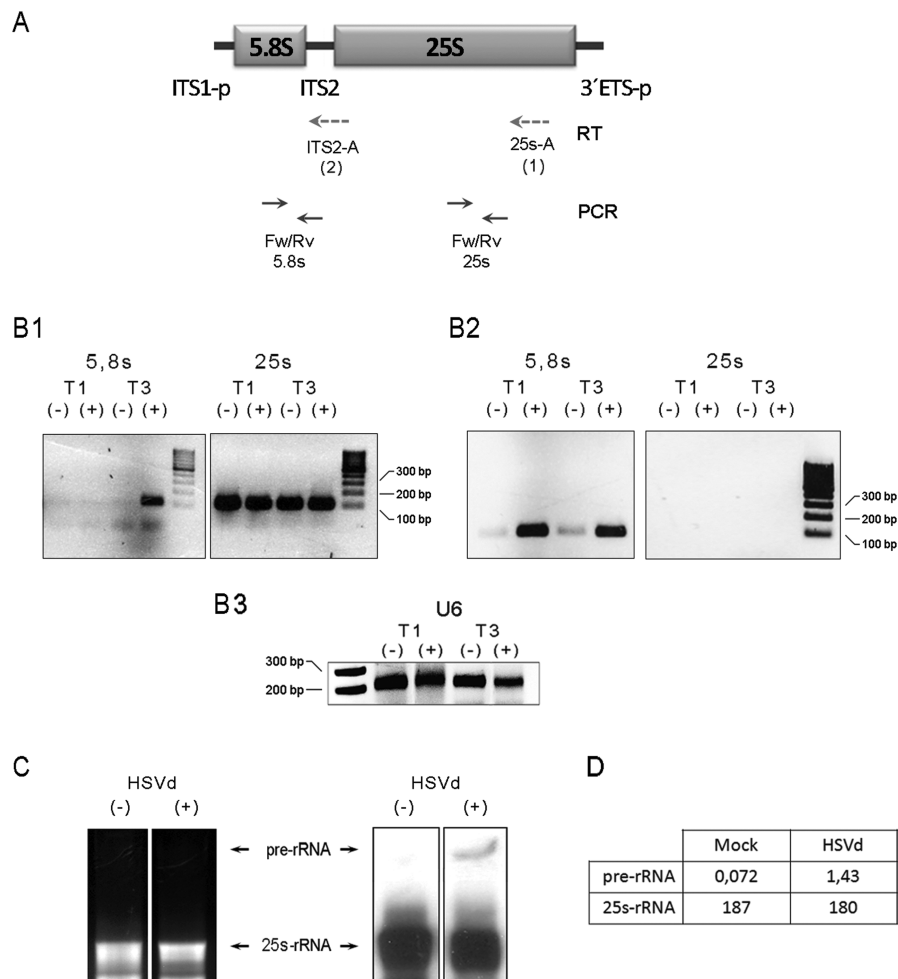 A
5.8S 25S
ITS1-p ITS2 3´ETS-p
RT
ITS2-A 25s-A
(2) (1)
PCR
Fw/Rv Fw/Rv
5.8s 25s
B1
5,8s 25s
T1 T3 T1 T3
(-) (+) (-) (+) (-) (+) (-) (+)
300 bp
200 bp
100 bp
B2
5,8s 25s
T1 T3 T1 T3
(-) (+) (-) (+) (-) (+) (-) (+)
300 bp
200 bp
100 bp
B3
U6
T1 T3
(-) (+) (-) (+)
300 bp
200 bp
C
HSVd HSVd
(-) (+) (-) (+)
pre-rRNA
25s-rRNA
D
Mock HSVd
pre-rRNA 0,072 1,43
25s-rRNA 187 180